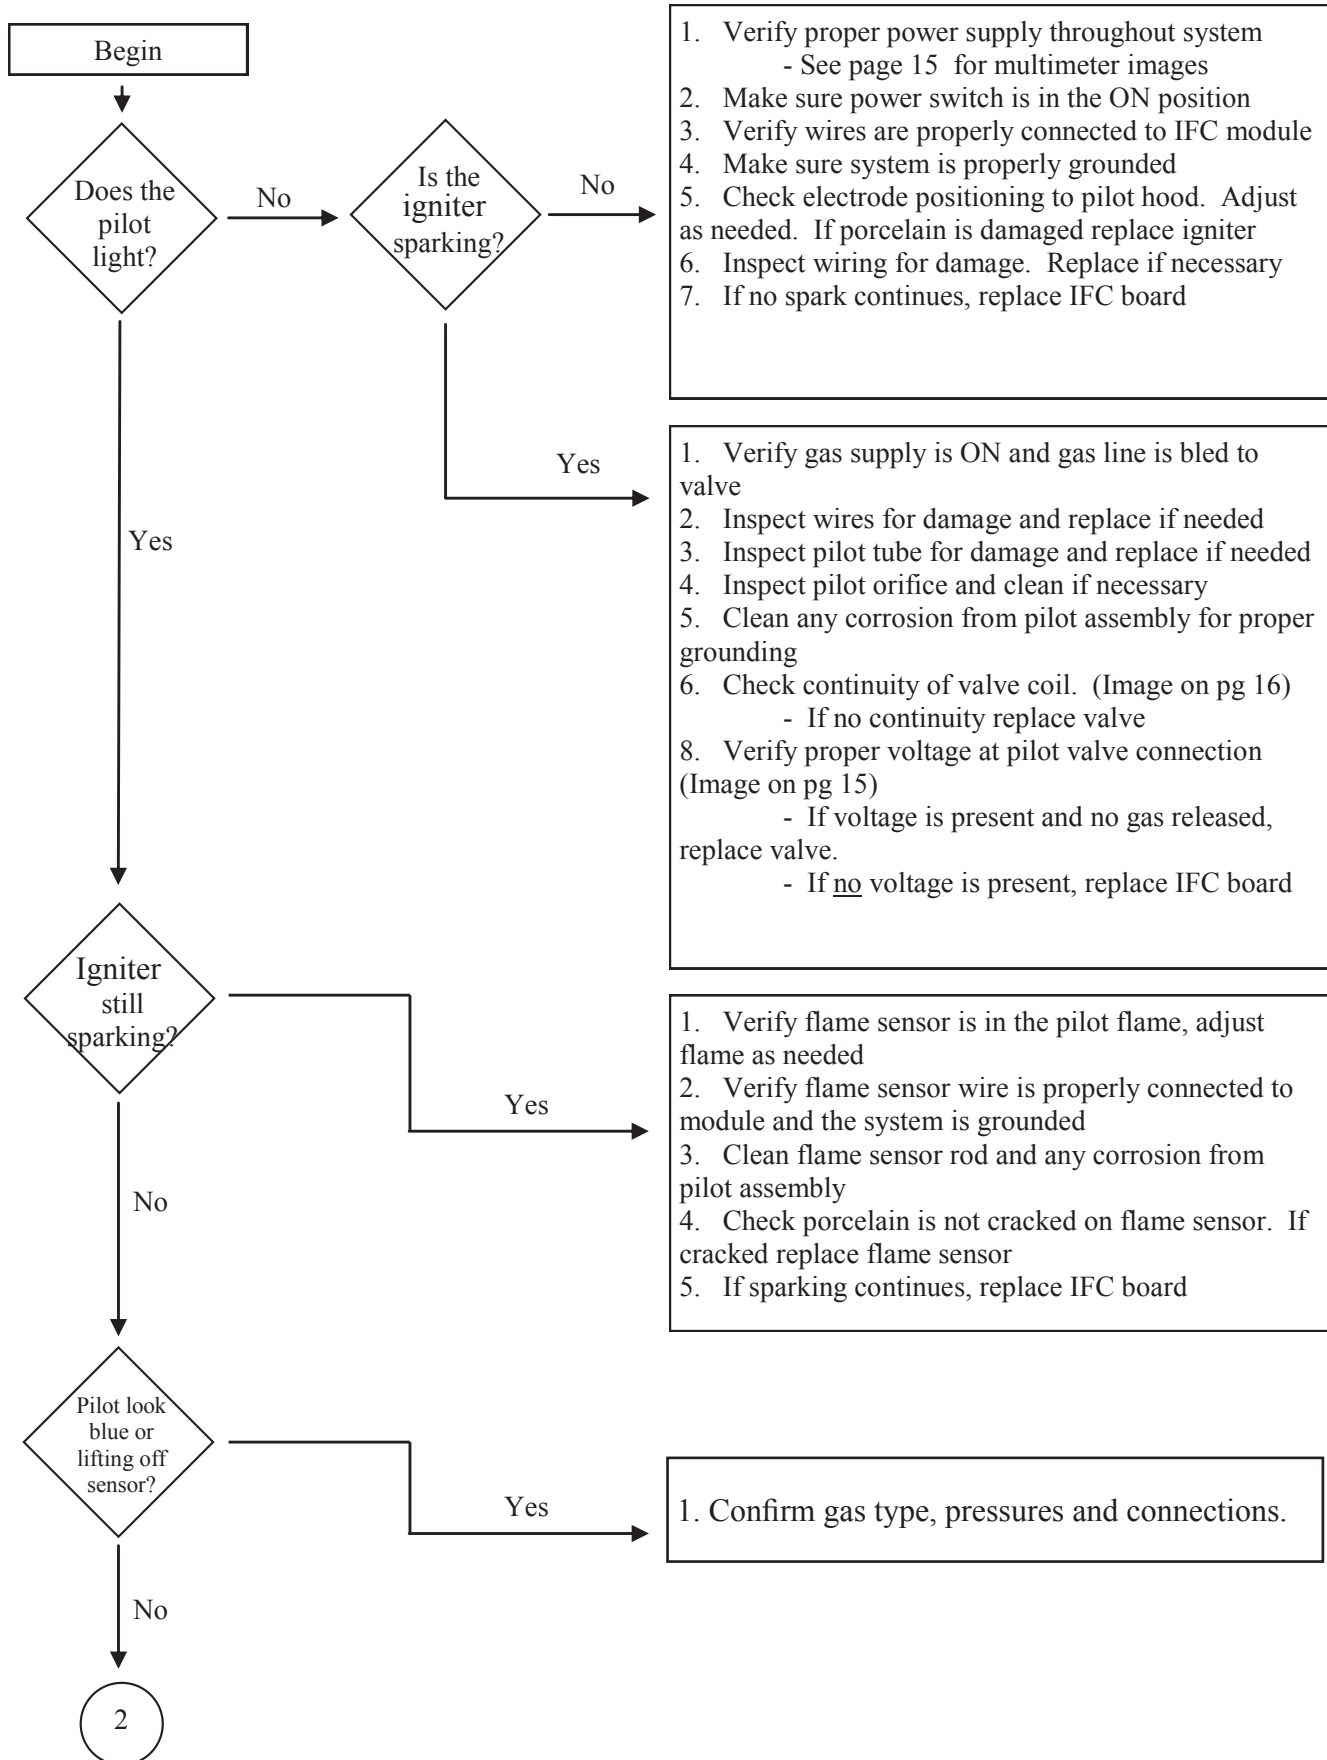 Begin
Does the
pilot
light?
No
Is the
igniter
sparking?
No
1. Verify proper power supply throughout system
- See page 15 for multimeter images
2. Make sure power switch is in the ON position
3. Verify wires are properly connected to IFC module
4. Make sure system is properly grounded
5. Check electrode positioning to pilot hood. Adjust
as needed. If porcelain is damaged replace igniter
6. Inspect wiring for damage. Replace if necessary
7. If no spark continues, replace IFC board
Yes
1. Verify gas supply is ON and gas line is bled to
valve
2. Inspect wires for damage and replace if needed
3. Inspect pilot tube for damage and replace if needed
4. Inspect pilot orifice and clean if necessary
5. Clean any corrosion from pilot assembly for proper
grounding
6. Check continuity of valve coil. (Image on pg 16)
- If no continuity replace valve
8. Verify proper voltage at pilot valve connection
(Image on pg 15)
- If voltage is present and no gas released,
replace valve.
- If no voltage is present, replace IFC board
Yes
Igniter
still
sparking?
Yes
1. Verify flame sensor is in the pilot flame, adjust
flame as needed
2. Verify flame sensor wire is properly connected to
module and the system is grounded
3. Clean flame sensor rod and any corrosion from
pilot assembly
4. Check porcelain is not cracked on flame sensor. If
cracked replace flame sensor
5. If sparking continues, replace IFC board
No
Pilot look
blue or
lifting off
sensor?
Yes
1. Confirm gas type, pressures and connections.
No
2